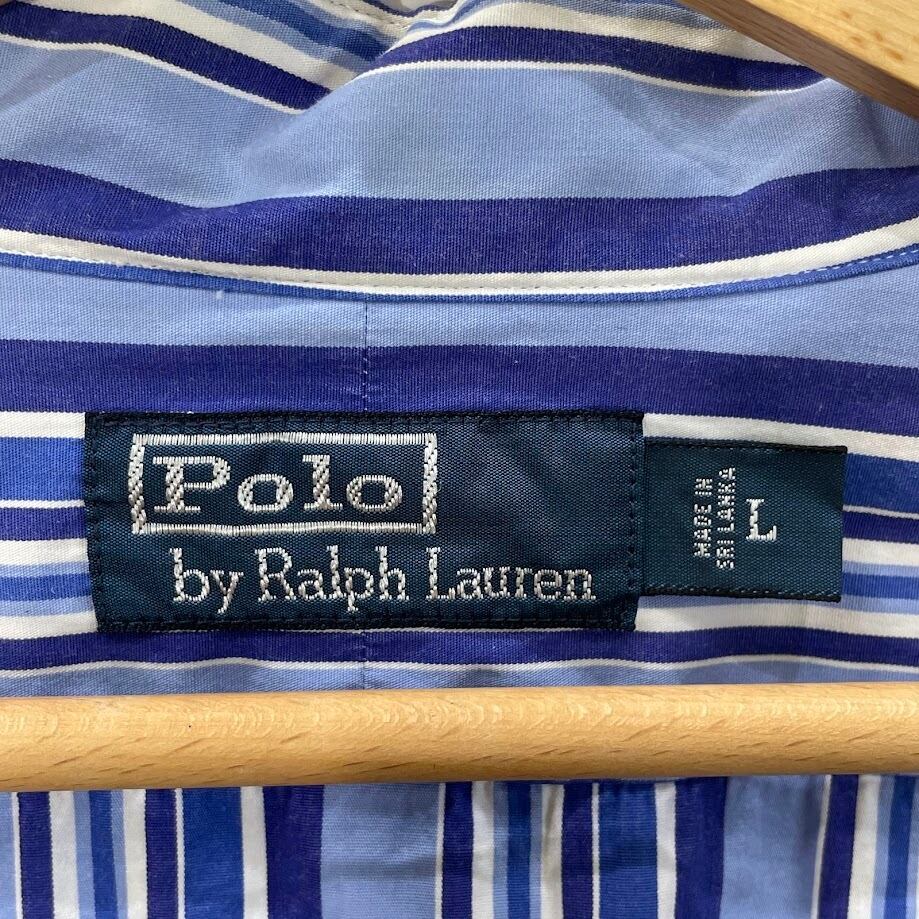 Polo
by Ralph Lauren
MADE IN
SRI LANKA
L